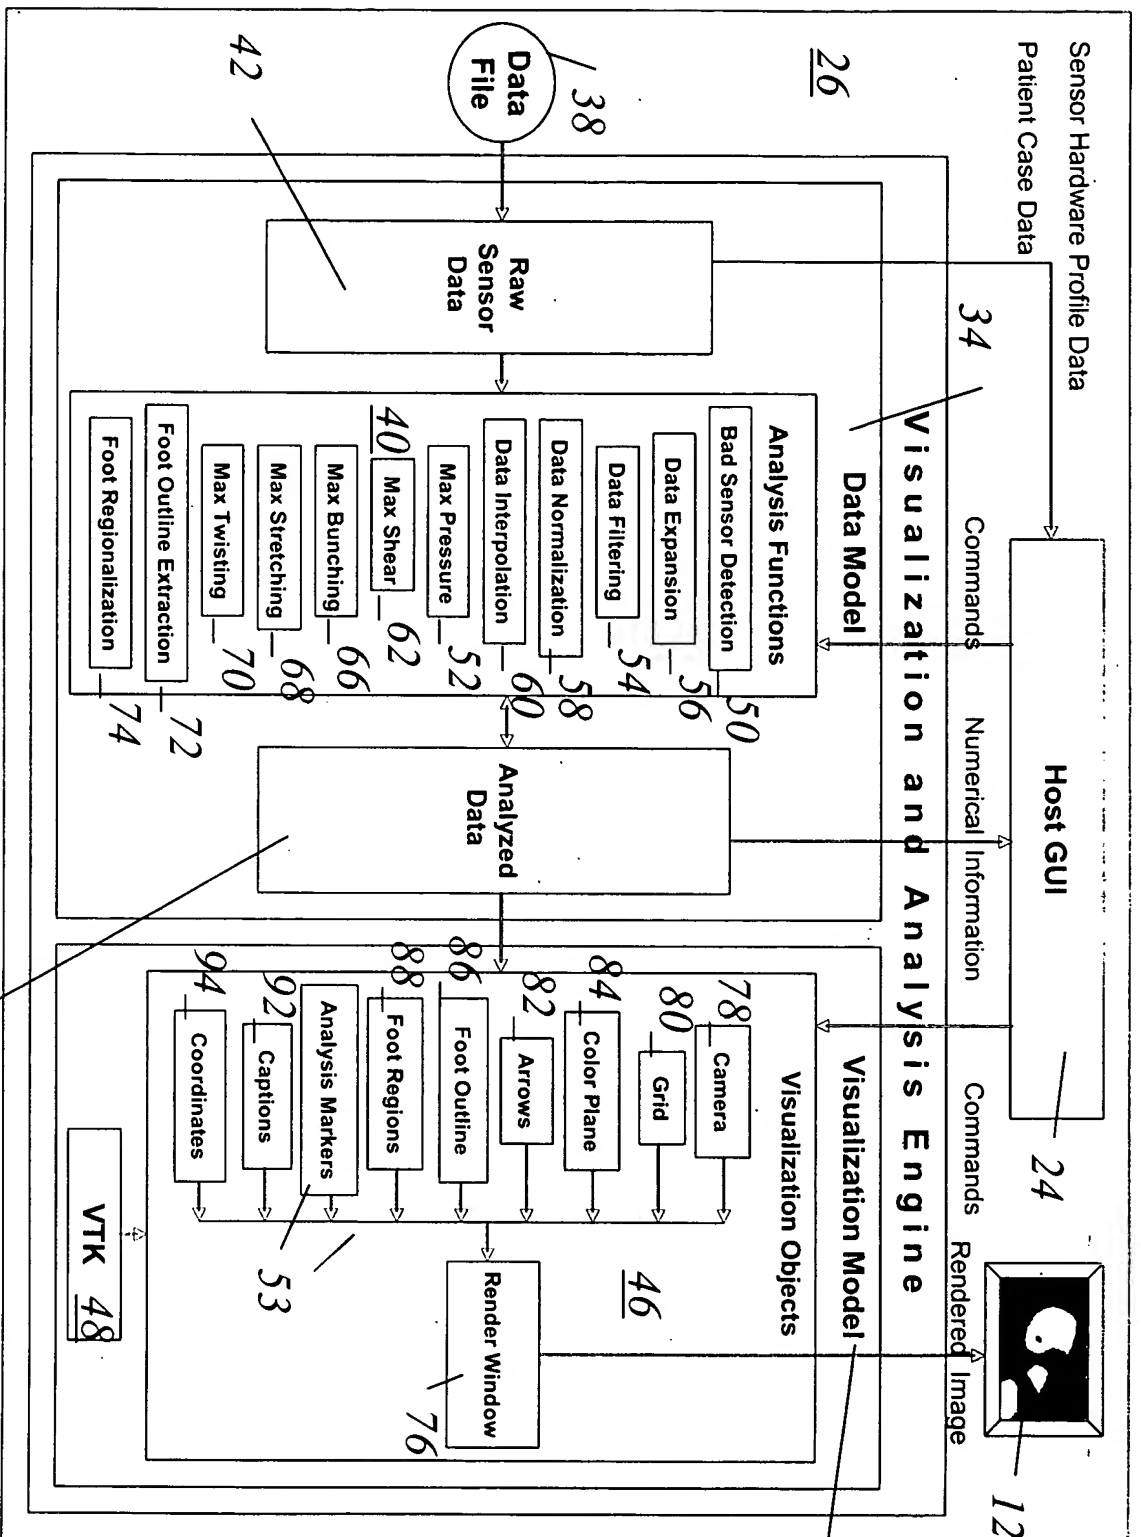 Sensor Hardware Profile Data
Patient Case Data
Host GUI
24
12
Commands
Numerical Information
Commands
Rendered Image
26
34
Visualization and Analysis Engine
Data Model
Data
File
38
42
Raw
Sensor
Data
Analysis Functions
Bad Sensor Detection
50
Data Expansion
56
Data Filtering
54
Data Normalization
58
Data Interpolation
60
Max Pressure
52
40
Max Shear
62
Max Bunching
66
Max Stretching
68
Max Twisting
70
Foot Outline Extraction
72
Foot Regionalization
74
Analyzed
Data
Visualization Model
Visualization Objects
78
Camera
80
Grid
84
Color Plane
82
Arrows
86
Foot Outline
88
Foot Regions
Analysis Markers
53
92
Captions
94
Coordinates
46
Render Window
76
VTK
48